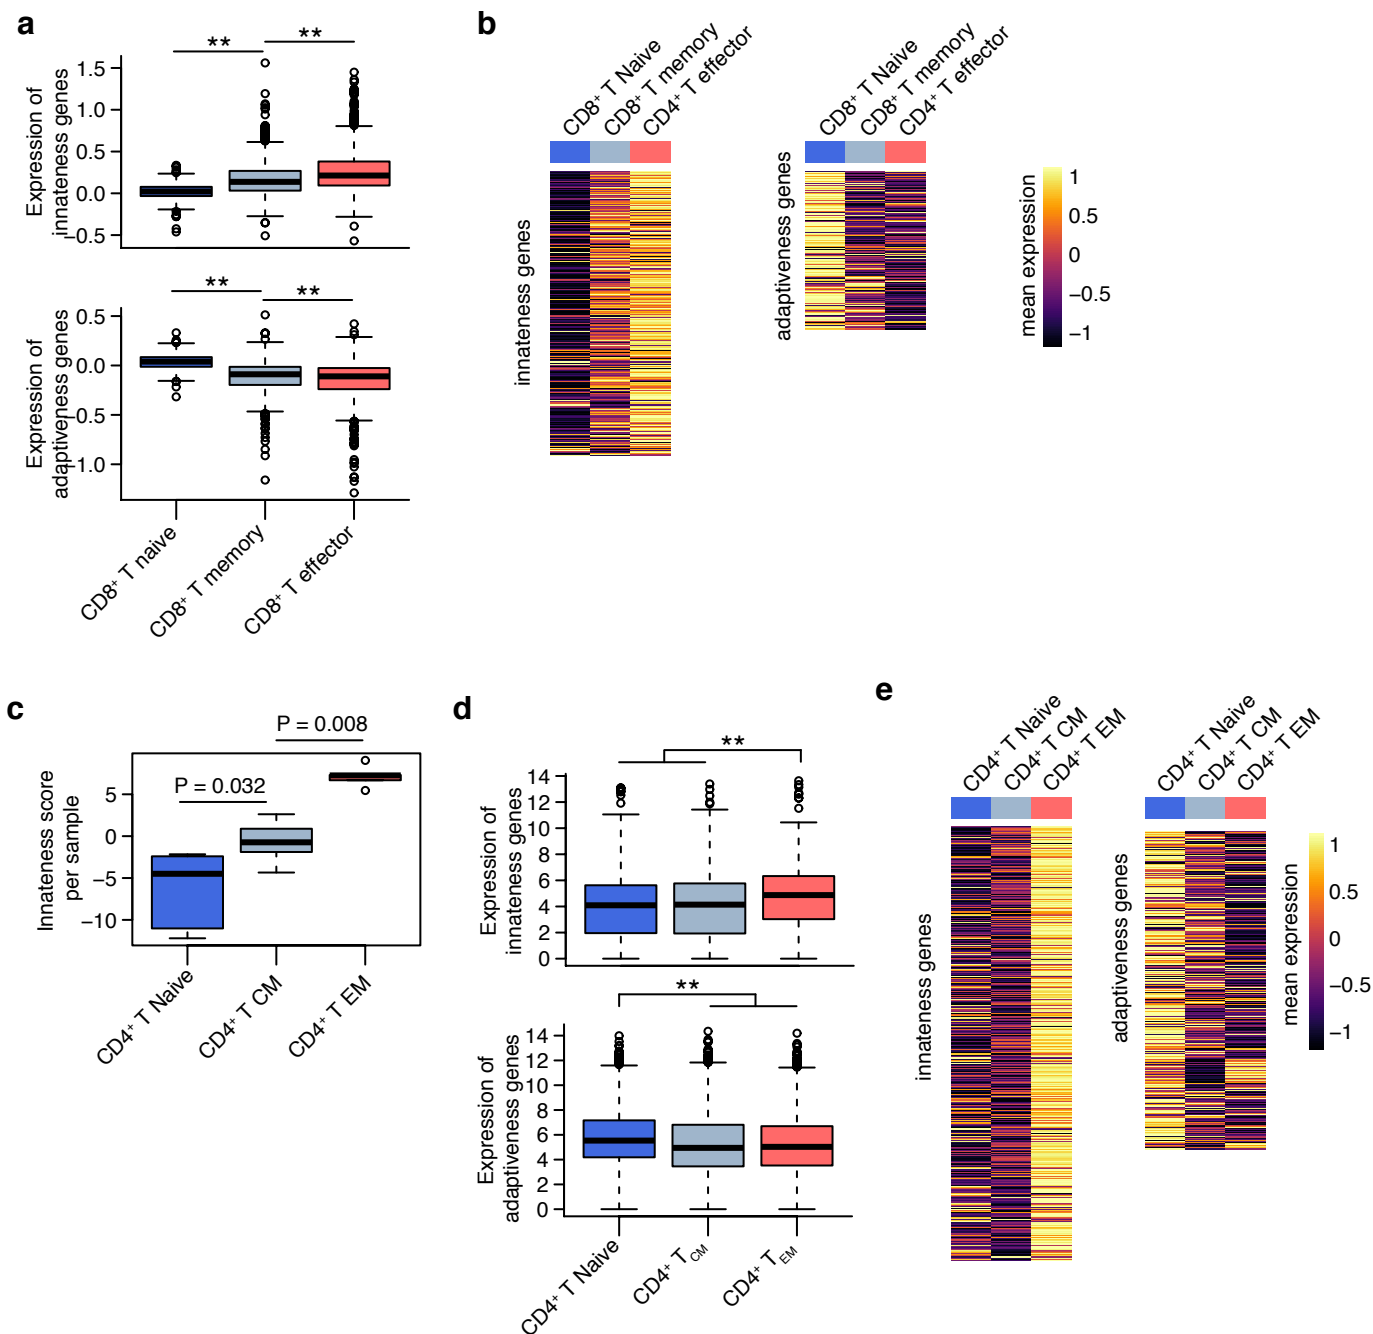 a
Expression of
innateness genes
1.5
1.0
0.5
0.0
−0.5
**
**
Expression of
adaptiveness genes
0.5
0.0
−0.5
−1.0
**
**
CD8+ T naive
CD8+ T memory
CD8+ T effector
b
CD8+ T Naive
CD8+ T memory
CD4+ T effector
innateness genes
CD8+ T Naive
CD8+ T memory
CD4+ T effector
adaptiveness genes
mean expression
1
0.5
0
−0.5
−1
c
P = 0.008
P = 0.032
Innateness score
per sample
5
0
−5
−10
CD4+ T Naive
CD4+ T CM
CD4+ T EM
d
**
Expression of
innateness genes
14
12
10
8
6
4
2
0
**
Expression of
adaptiveness genes
14
12
10
8
6
4
2
0
CD4+ T Naive
CD4+ T CM
CD4+ T EM
e
CD4+ T Naive
CD4+ T CM
CD4+ T EM
innateness genes
CD4+ T Naive
CD4+ T CM
CD4+ T EM
adaptiveness genes
mean expression
1
0.5
0
−0.5
−1